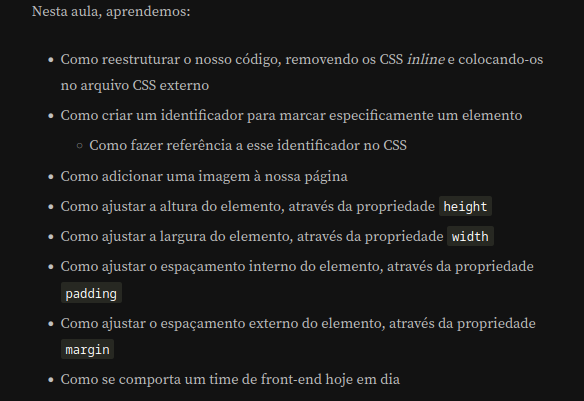 Nesta aula, aprendemos:
• Como reestruturar o nosso código, removendo os CSS inline e colocando-os
no arquivo CSS externo
• Como criar um identificador para marcar especificamente um elemento
◦ Como fazer referência a esse identificador no CSS
• Como adicionar uma imagem à nossa página
• Como ajustar a altura do elemento, através da propriedade height
• Como ajustar a largura do elemento, através da propriedade width
• Como ajustar o espaçamento interno do elemento, através da propriedade
padding
• Como ajustar o espaçamento externo do elemento, através da propriedade
margin
• Como se comporta um time de front-end hoje em dia